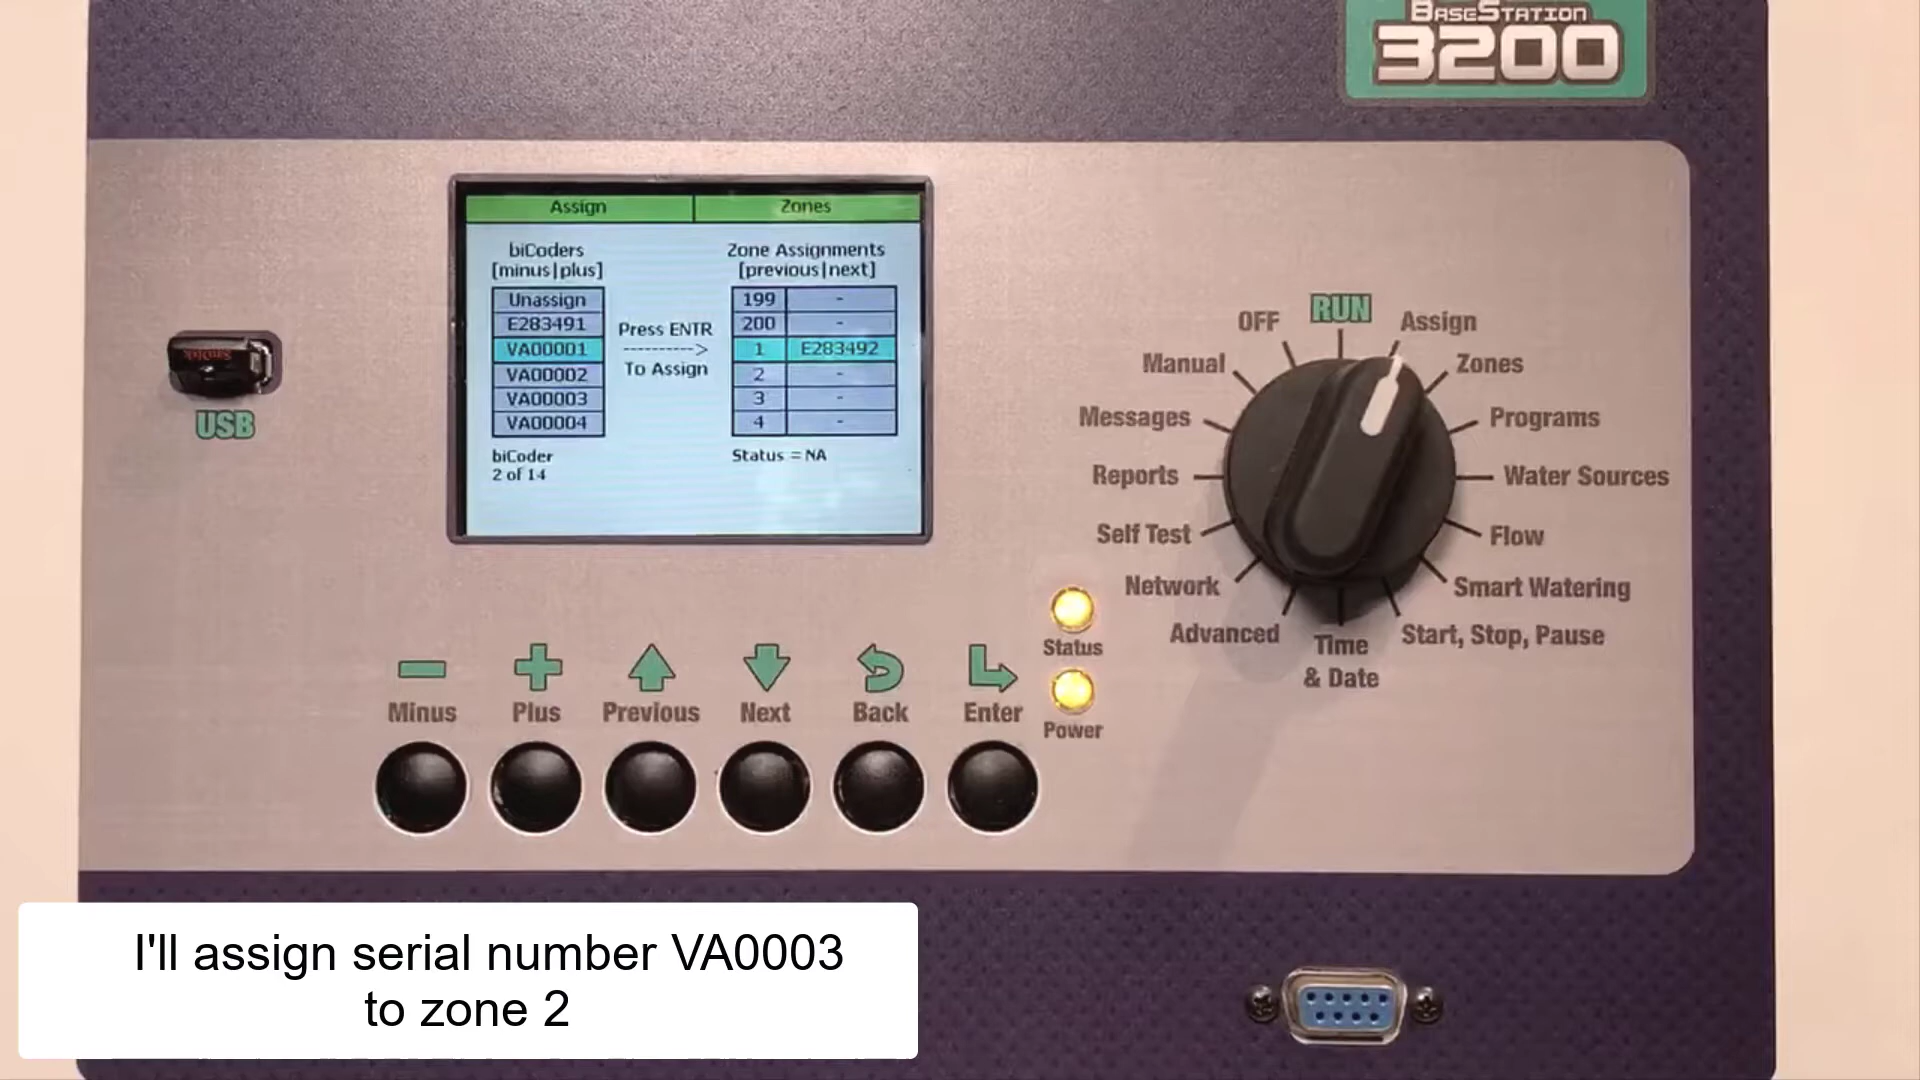 BASESTATION
3200
Assign
Zones
biCoders
[minus|plus]
Zone Assignments
[previous|next]
Unassign
E283491
VA00001
VA00002
VA00003
VA00004
Press ENTR
---------->
To Assign
199 -
200 -
1 E283492
2 -
3 -
4 -
biCoder
2 of 14
Status = NA
SanDisk
USB
OFF
RUN
Assign
Manual
Zones
Messages
Programs
Reports
Water Sources
Self Test
Flow
Network
Smart Watering
Advanced
Time
& Date
Start, Stop, Pause
Status
Power
Minus
Plus
Previous
Next
Back
Enter
I'll assign serial number VA0003
to zone 2